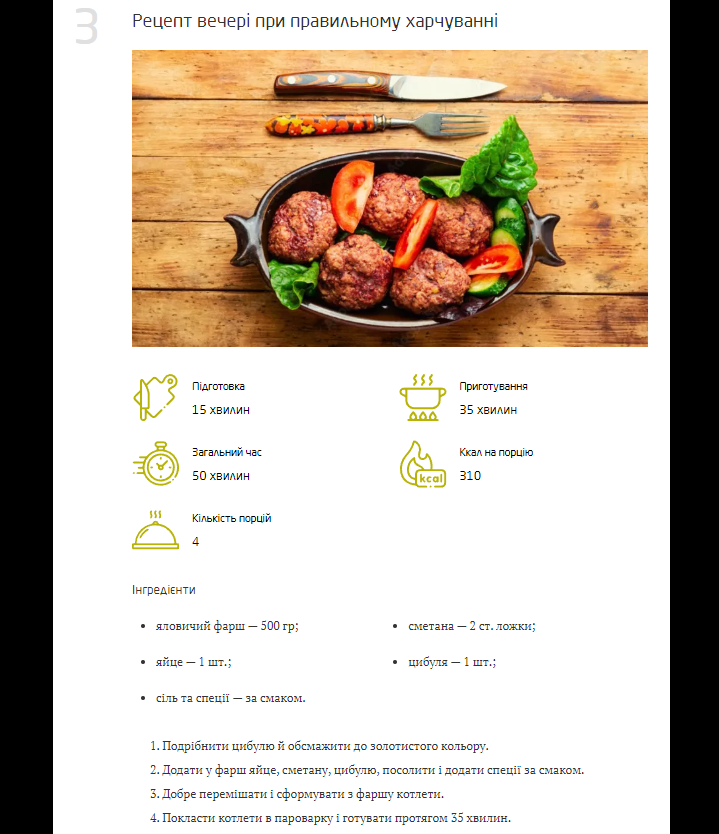 3
Рецепт вечері при правильному харчуванні
Підготовка
15 хвилин
Приготування
35 хвилин
Загальний час
50 хвилин
kcal
Ккал на порцію
310
Кількість порцій
4
Інгредієнти
• яловичий фарш — 500 гр;
• сметана — 2 ст. ложки;
• яйце — 1 шт.;
• цибуля — 1 шт.;
• сіль та спеції — за смаком.
1. Подрібнити цибулю й обсмажити до золотистого кольору.
2. Додати у фарш яйце, сметану, цибулю, посолити і додати спеції за смаком.
3. Добре перемішати і сформувати з фаршу котлети.
4. Покласти котлети в пароварку і готувати протягом 35 хвилин.